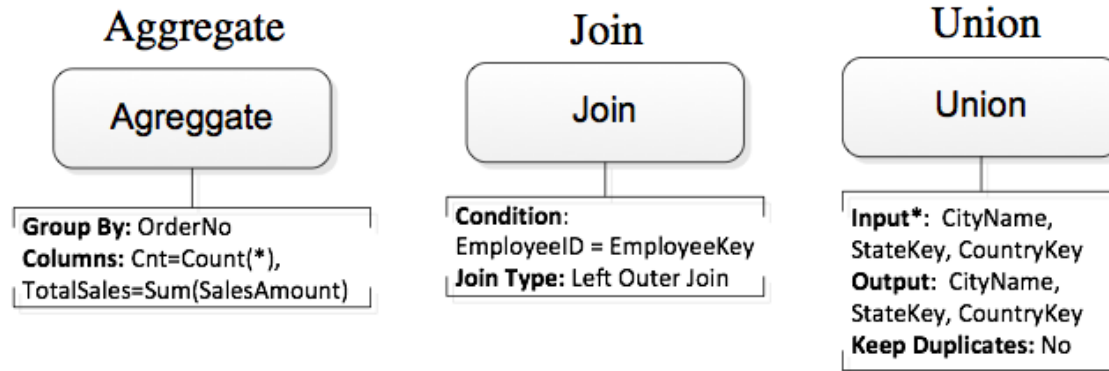 Aggregate
Agreggate
Group By: OrderNo
Columns: Cnt=Count(*),
TotalSales=Sum(SalesAmount)
Join
Join
Condition:
EmployeeID = EmployeeKey
Join Type: Left Outer Join
Union
Union
Input*: CityName,
StateKey, CountryKey
Output: CityName,
StateKey, CountryKey
Keep Duplicates: No